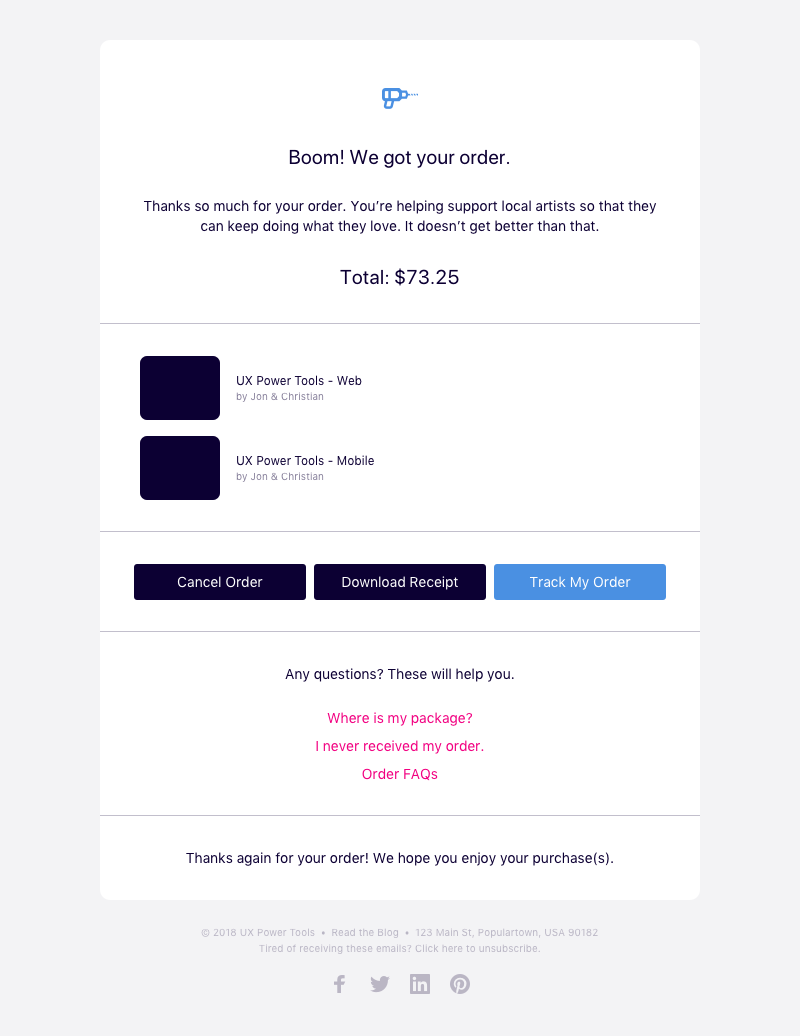 Boom! We got your order.
Thanks so much for your order. You’re helping support local artists so that they
can keep doing what they love. It doesn’t get better than that.
Total: $73.25
UX Power Tools - Web
by Jon & Christian
UX Power Tools - Mobile
by Jon & Christian
Cancel Order
Download Receipt
Track My Order
Any questions? These will help you.
Where is my package?
I never received my order.
Order FAQs
Thanks again for your order! We hope you enjoy your purchase(s).
© 2018 UX Power Tools • Read the Blog • 123 Main St, Populartown, USA 90182
Tired of receiving these emails? Click here to unsubscribe.